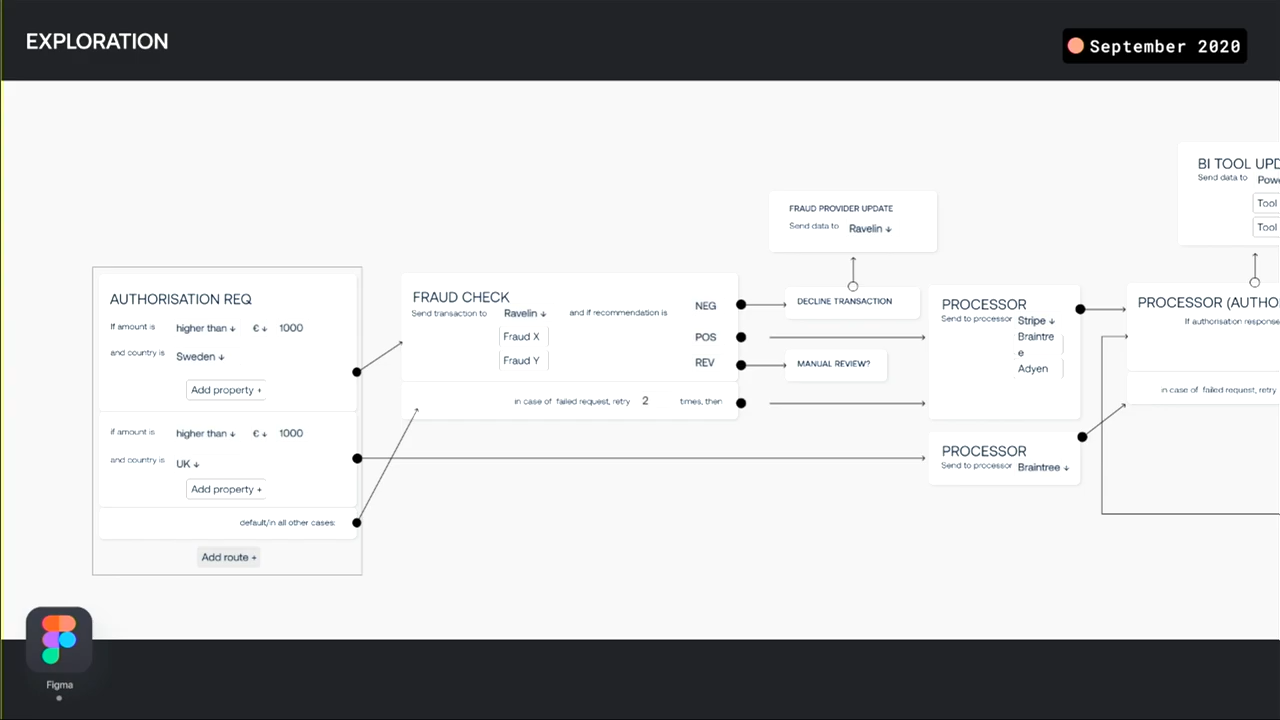 EXPLORATION
September 2020
AUTHORISATION REQ
If amount is higher than ↓ € ↓ 1000
and country is Sweden ↓
Add property +
if amount is higher than ↓ € ↓ 1000
and country is UK ↓
Add property +
default/in all other cases:
Add route +
FRAUD CHECK
Send transaction to Ravelin ↓ and if recommendation is
Fraud X
Fraud Y
NEG
POS
REV
in case of failed request, retry 2 times, then
FRAUD PROVIDER UPDATE
Send data to Ravelin ↓
DECLINE TRANSACTION
MANUAL REVIEW?
PROCESSOR
Send to processor Stripe ↓
Braintre
e
Adyen
PROCESSOR
Send to processor Braintree ↓
BI TOOL UPD
Send data to Powe
Tool
Tool
PROCESSOR (AUTHO
If authorisation response
in case of failed request, retry
Figma